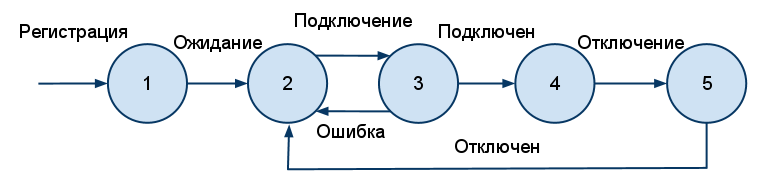 Регистрация
Ожидание
Подключение
Подключен
Отключение
1
2
3
4
5
Ошибка
Отключен